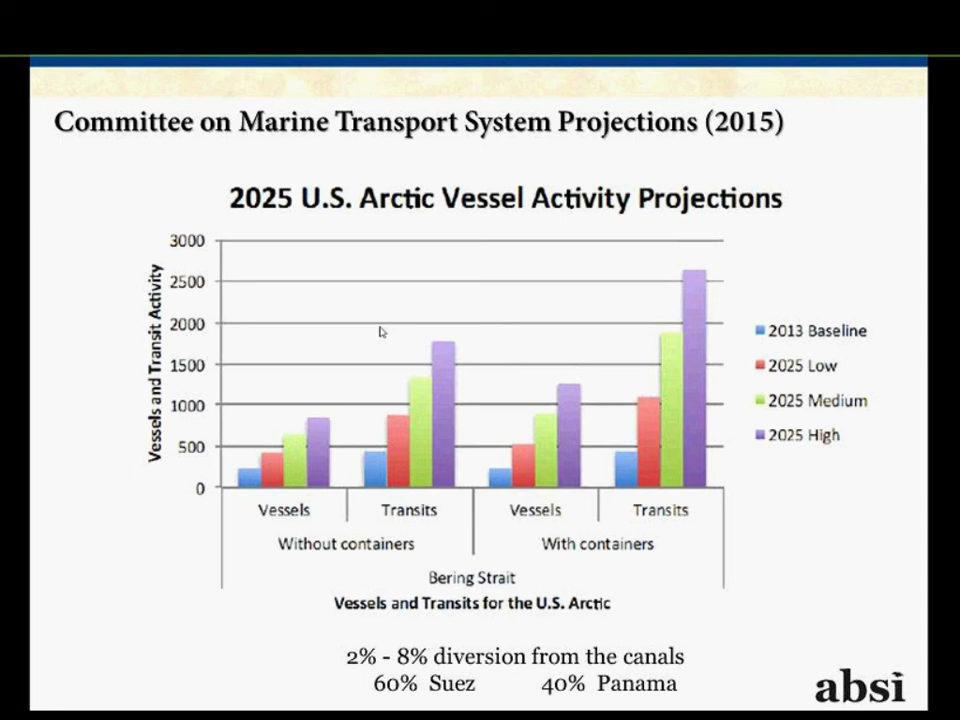 Committee on Marine Transport System Projections (2015)
2025 U.S. Arctic Vessel Activity Projections
Vessels and Transit Activity
3000
2500
2000
1500
1000
500
0
2013 Baseline
2025 Low
2025 Medium
2025 High
Vessels Transits Vessels Transits
Without containers With containers
Bering Strait
Vessels and Transits for the U.S. Arctic
2% - 8% diversion from the canals
60% Suez 40% Panama
absi